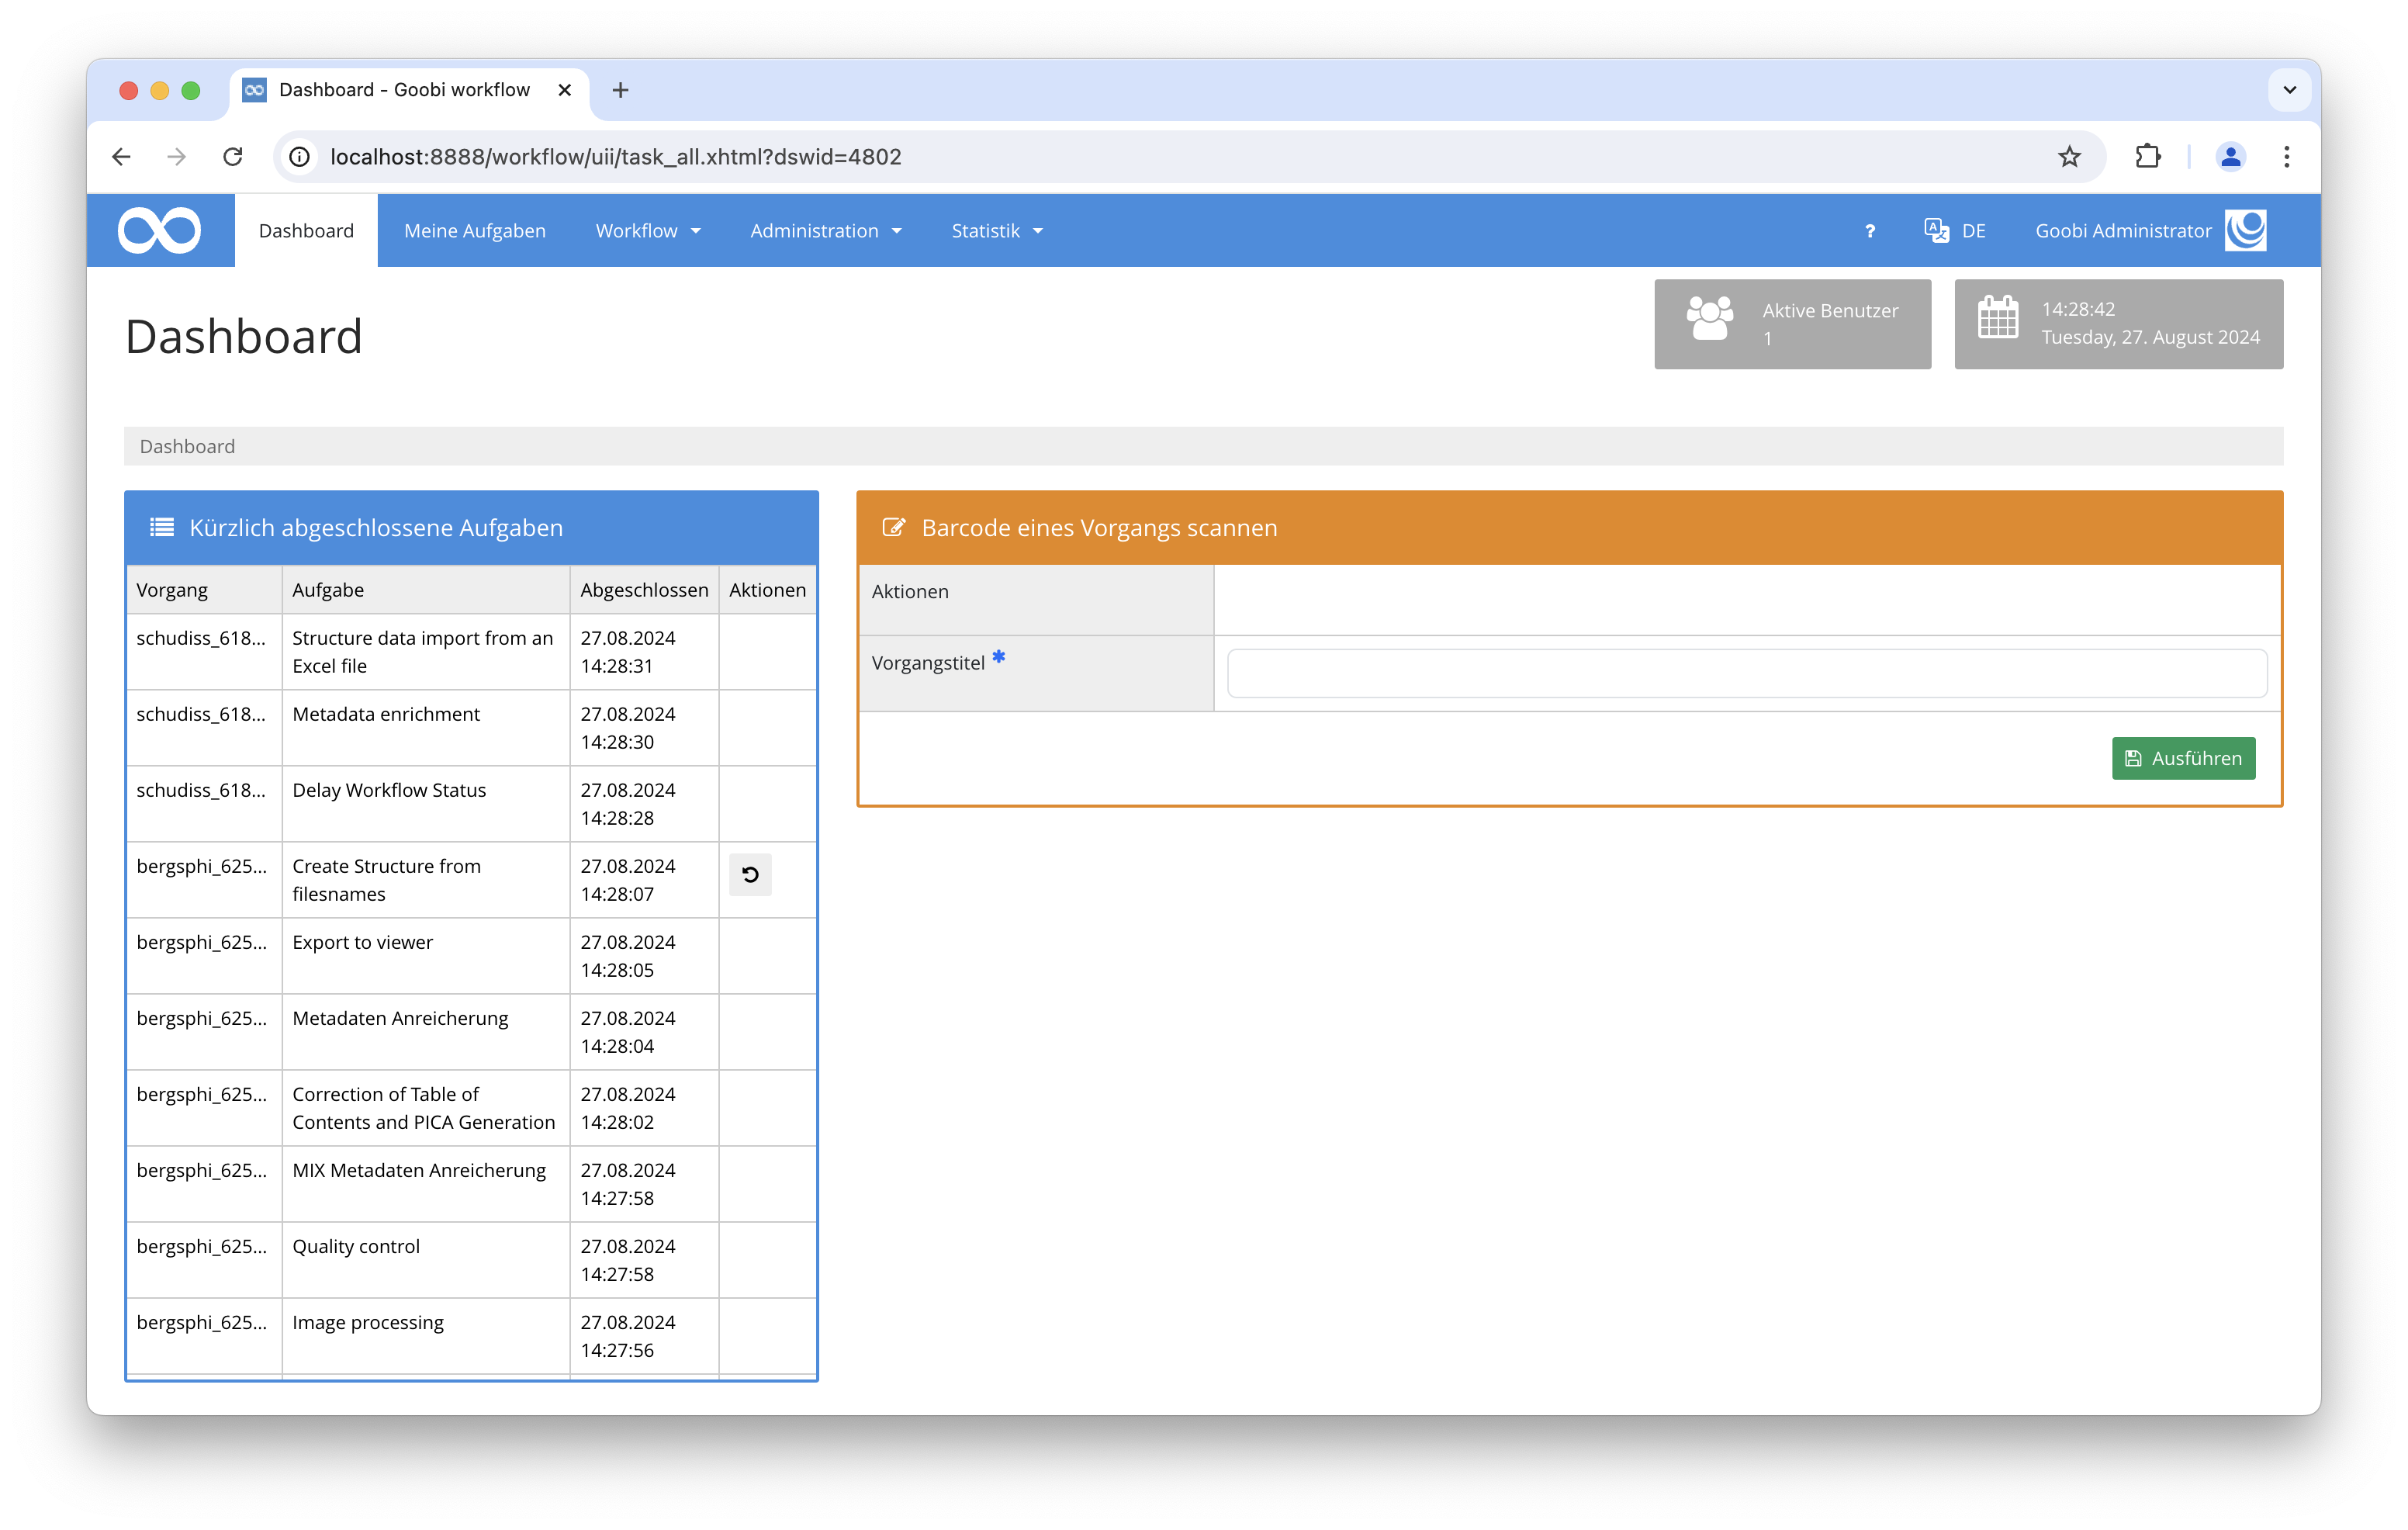 Dashboard - Goobi workflow
localhost:8888/workflow/uii/task_all.xhtml?dswid=4802
Dashboard
Meine Aufgaben
Workflow
Administration
Statistik
?
DE
Goobi Administrator
Dashboard
Aktive Benutzer
1
14:28:42
Tuesday, 27. August 2024
Dashboard
Kürzlich abgeschlossene Aufgaben
Vorgang Aufgabe Abgeschlossen Aktionen
schudiss_618... Structure data import from an 27.08.2024
Excel file 14:28:31
schudiss_618... Metadata enrichment 27.08.2024
14:28:30
schudiss_618... Delay Workflow Status 27.08.2024
14:28:28
bergsphi_625... Create Structure from 27.08.2024
filesnames 14:28:07
bergsphi_625... Export to viewer 27.08.2024
14:28:05
bergsphi_625... Metadaten Anreicherung 27.08.2024
14:28:04
bergsphi_625... Correction of Table of 27.08.2024
Contents and PICA Generation 14:28:02
bergsphi_625... MIX Metadaten Anreicherung 27.08.2024
14:27:58
bergsphi_625... Quality control 27.08.2024
14:27:58
bergsphi_625... Image processing 27.08.2024
14:27:56
Barcode eines Vorgangs scannen
Aktionen
Vorgangstitel *
Ausführen